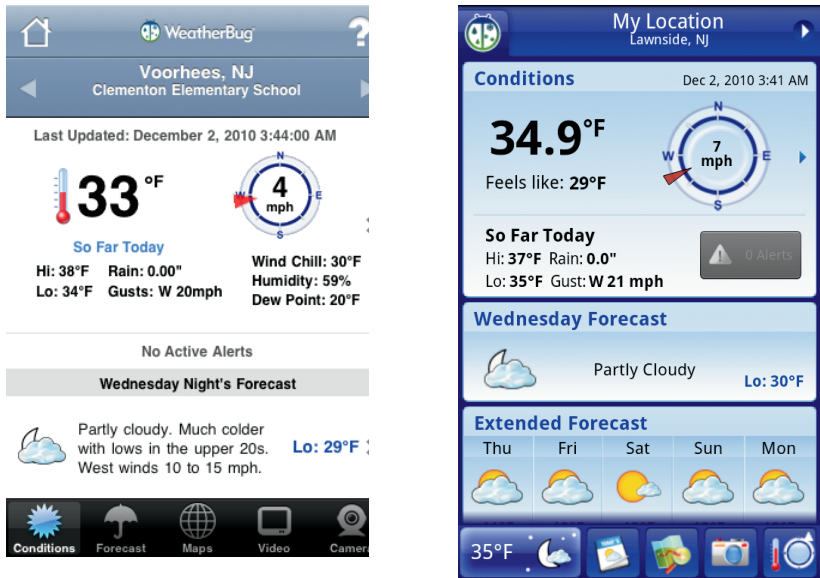 WeatherBug
?
Voorhees, NJ
Clementon Elementary School
Last Updated: December 2, 2010 3:44:00 AM
33°F
N
W
E
S
4
mph
So Far Today
Hi: 38°F Rain: 0.00"
Lo: 34°F Gusts: W 20mph
Wind Chill: 30°F
Humidity: 59%
Dew Point: 20°F
No Active Alerts
Wednesday Night's Forecast
Partly cloudy. Much colder
with lows in the upper 20s.
West winds 10 to 15 mph.
Lo: 29°F
Conditions Forecast Maps Video Camera
My Location
Lawnside, NJ
Conditions Dec 2, 2010 3:41 AM
34.9°F
Feels like: 29°F
N
W
E
S
7
mph
So Far Today
Hi: 37°F Rain: 0.0"
Lo: 35°F Gust: W 21 mph
0 Alerts
Wednesday Forecast
Partly Cloudy
Lo: 30°F
Extended Forecast
Thu Fri Sat Sun Mon
35°F